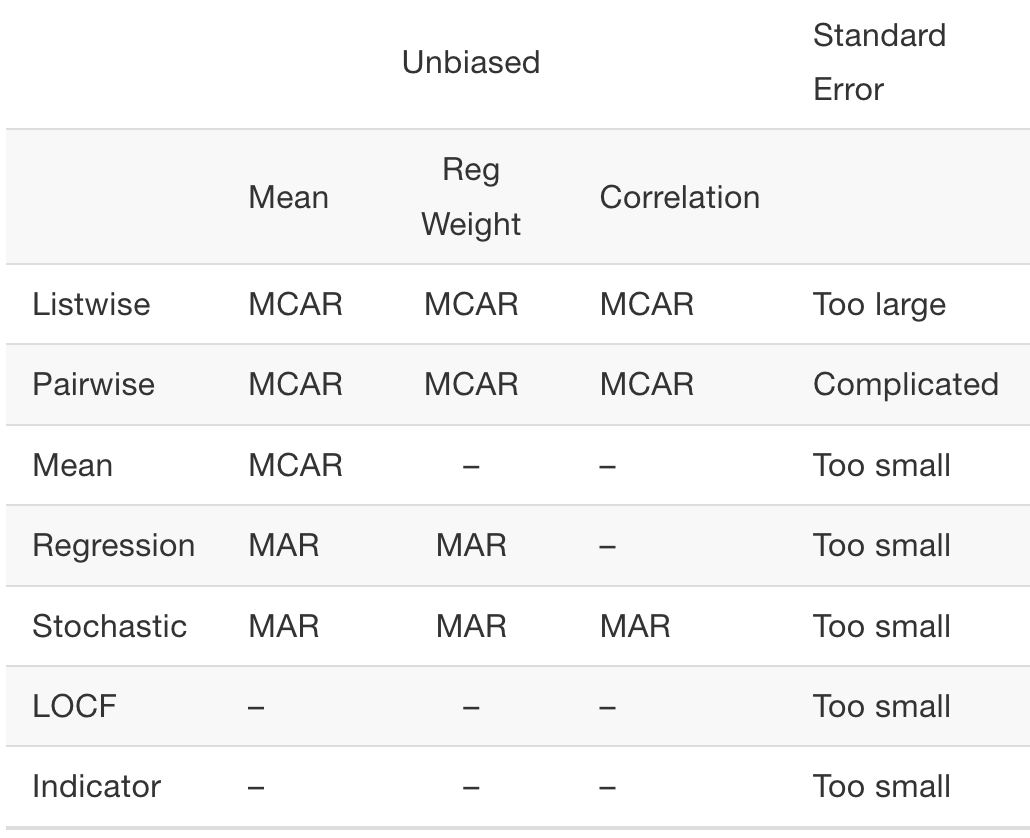 Unbiased Standard Error
Mean Reg Weight Correlation
Listwise MCAR MCAR MCAR Too large
Pairwise MCAR MCAR MCAR Complicated
Mean MCAR – – Too small
Regression MAR MAR – Too small
Stochastic MAR MAR MAR Too small
LOCF – – – Too small
Indicator – – – Too small